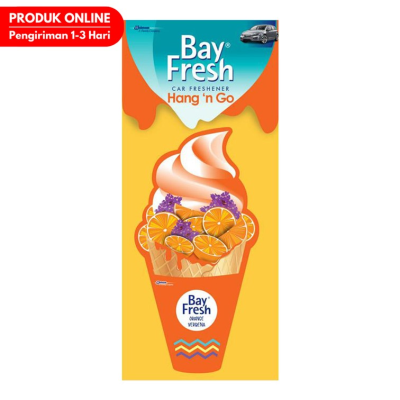 PRODUK ONLINE
Pengiriman 1-3 Hari
Bay®
Fresh
CAR FRESHENER
Hang 'n Go
Bay®
Fresh
ORANGE
VERBENA